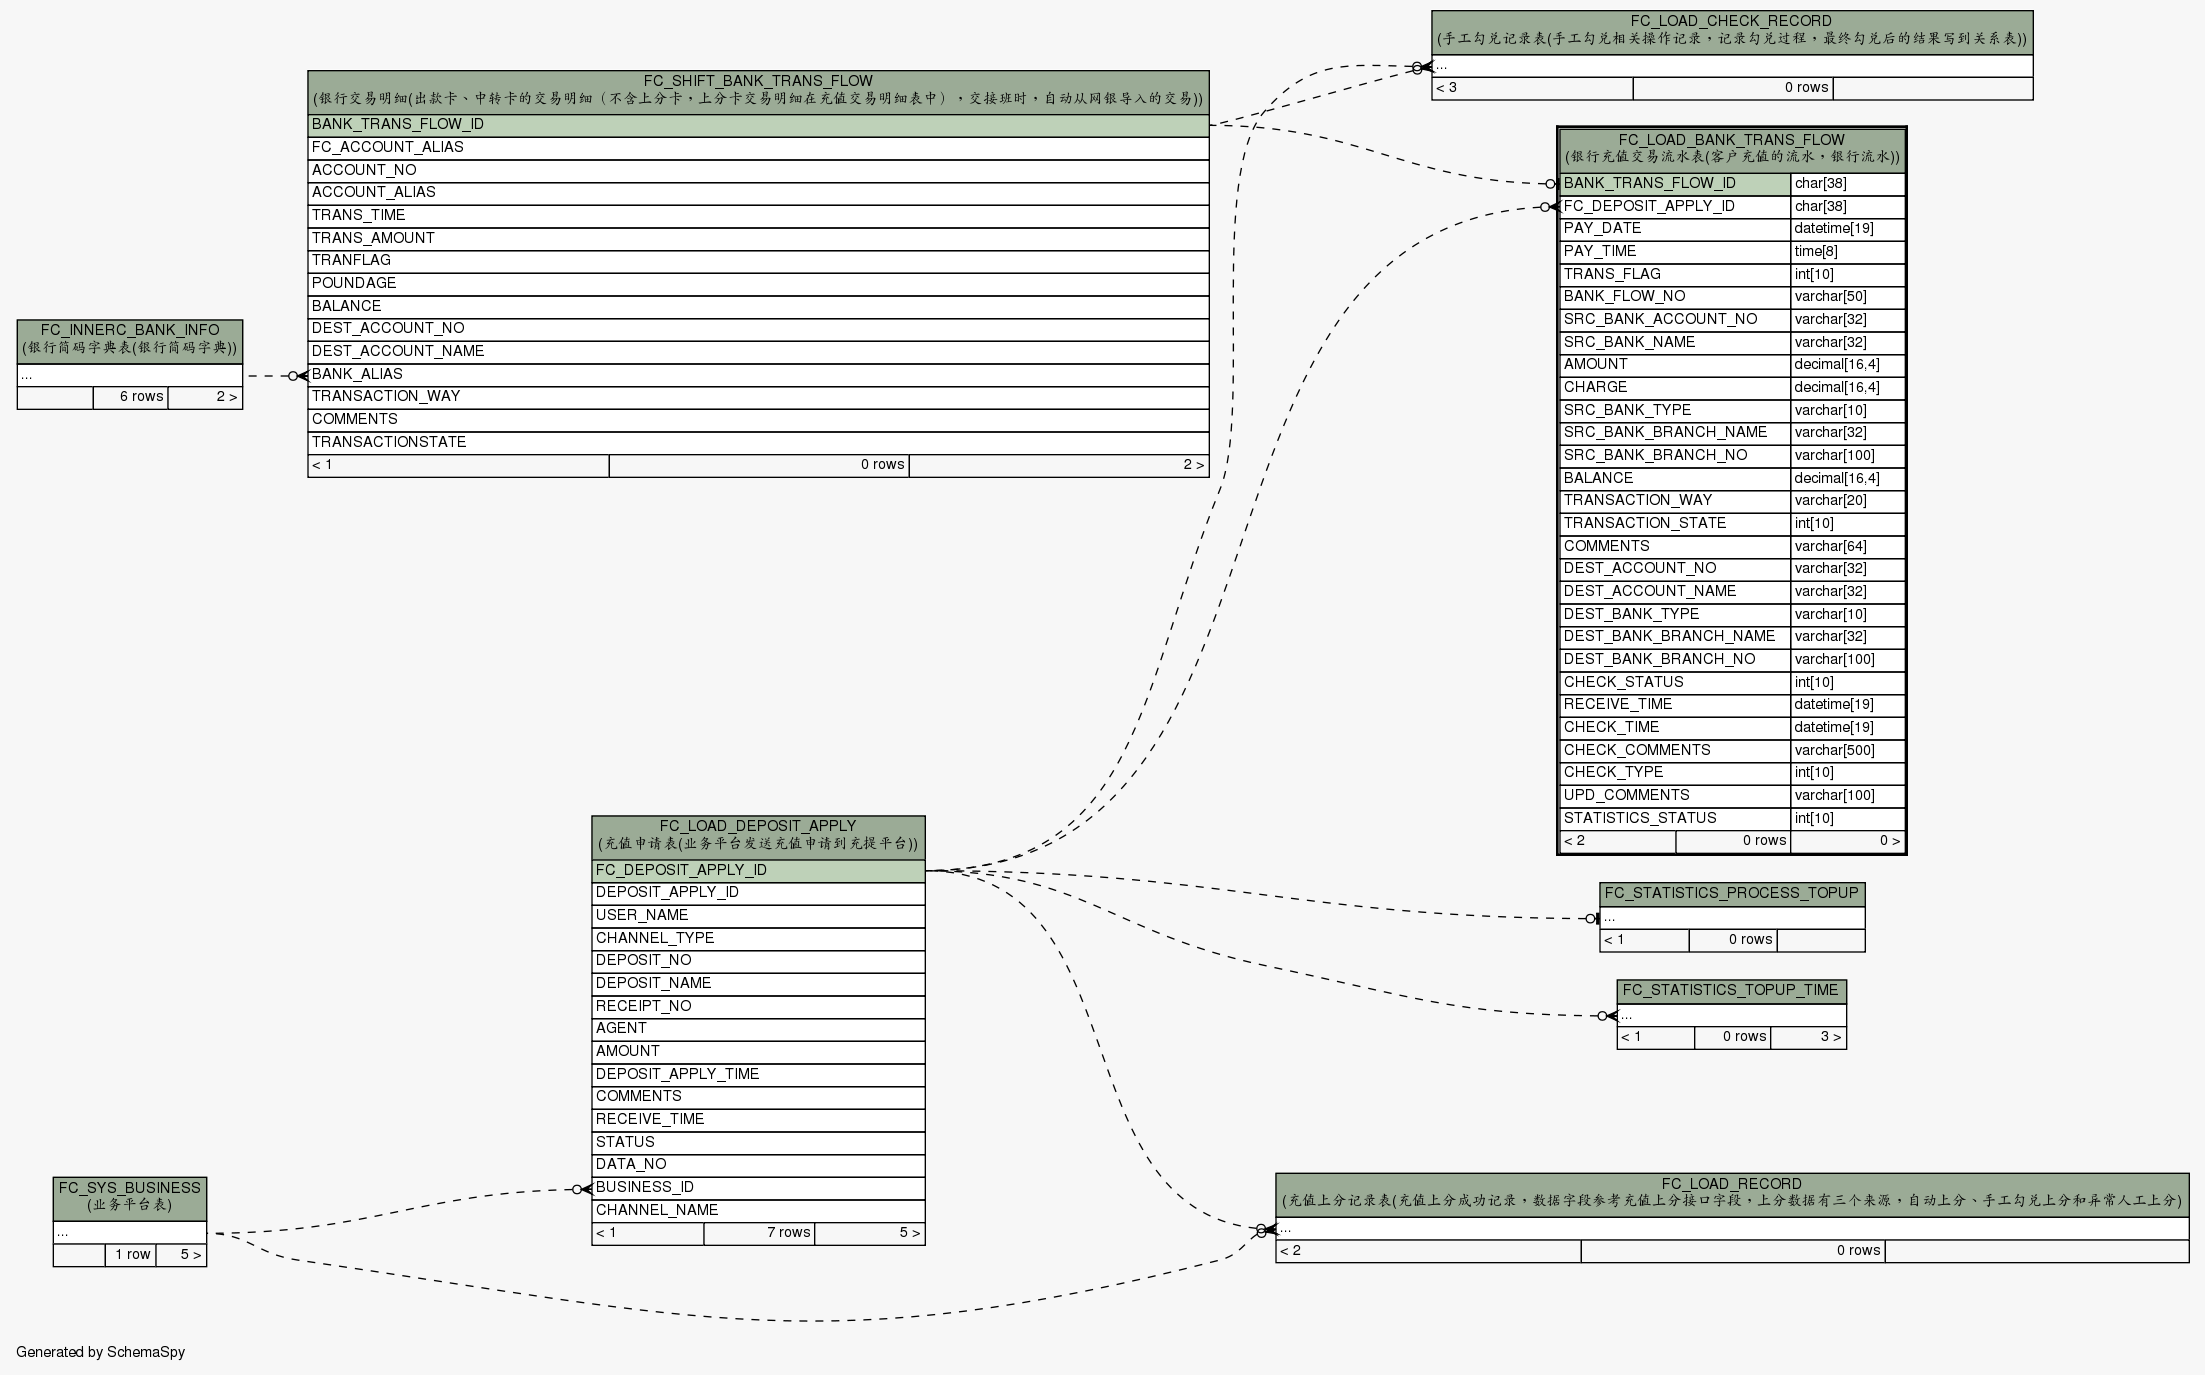 FC_LOAD_CHECK_RECORD
(手工勾兑记录表(手工勾兑相关操作记录，记录勾兑过程，最终勾兑后的结果写到关系表))
...
< 3 0 rows
FC_SHIFT_BANK_TRANS_FLOW
(银行交易明细(出款卡、中转卡的交易明细（不含上分卡，上分卡交易明细在充值交易明细表中），交接班时，自动从网银导入的交易))
BANK_TRANS_FLOW_ID
FC_ACCOUNT_ALIAS
ACCOUNT_NO
ACCOUNT_ALIAS
TRANS_TIME
TRANS_AMOUNT
TRANFLAG
POUNDAGE
BALANCE
DEST_ACCOUNT_NO
DEST_ACCOUNT_NAME
BANK_ALIAS
TRANSACTION_WAY
COMMENTS
TRANSACTIONSTATE
< 1 0 rows 2 >
FC_LOAD_BANK_TRANS_FLOW
(银行充值交易流水表(客户充值的流水，银行流水))
BANK_TRANS_FLOW_ID char[38]
FC_DEPOSIT_APPLY_ID char[38]
PAY_DATE datetime[19]
PAY_TIME time[8]
TRANS_FLAG int[10]
BANK_FLOW_NO varchar[50]
SRC_BANK_ACCOUNT_NO varchar[32]
SRC_BANK_NAME varchar[32]
AMOUNT decimal[16,4]
CHARGE decimal[16,4]
SRC_BANK_TYPE varchar[10]
SRC_BANK_BRANCH_NAME varchar[32]
SRC_BANK_BRANCH_NO varchar[100]
BALANCE decimal[16,4]
TRANSACTION_WAY varchar[20]
TRANSACTION_STATE int[10]
COMMENTS varchar[64]
DEST_ACCOUNT_NO varchar[32]
DEST_ACCOUNT_NAME varchar[32]
DEST_BANK_TYPE varchar[10]
DEST_BANK_BRANCH_NAME varchar[32]
DEST_BANK_BRANCH_NO varchar[100]
CHECK_STATUS int[10]
RECEIVE_TIME datetime[19]
CHECK_TIME datetime[19]
CHECK_COMMENTS varchar[500]
CHECK_TYPE int[10]
UPD_COMMENTS varchar[100]
STATISTICS_STATUS int[10]
< 2 0 rows 0 >
FC_INNERC_BANK_INFO
(银行简码字典表(银行简码字典))
...
6 rows 2 >
FC_LOAD_DEPOSIT_APPLY
(充值申请表(业务平台发送充值申请到充提平台))
FC_DEPOSIT_APPLY_ID
DEPOSIT_APPLY_ID
USER_NAME
CHANNEL_TYPE
DEPOSIT_NO
DEPOSIT_NAME
RECEIPT_NO
AGENT
AMOUNT
DEPOSIT_APPLY_TIME
COMMENTS
RECEIVE_TIME
STATUS
DATA_NO
BUSINESS_ID
CHANNEL_NAME
< 1 7 rows 5 >
FC_STATISTICS_PROCESS_TOPUP
...
< 1 0 rows
FC_STATISTICS_TOPUP_TIME
...
< 1 0 rows 3 >
FC_SYS_BUSINESS
(业务平台表)
...
1 row 5 >
FC_LOAD_RECORD
(充值上分记录表(充值上分成功记录，数据字段参考充值上分接口字段，上分数据有三个来源，自动上分、手工勾兑上分和异常人工上分)
...
< 2 0 rows
Generated by SchemaSpy